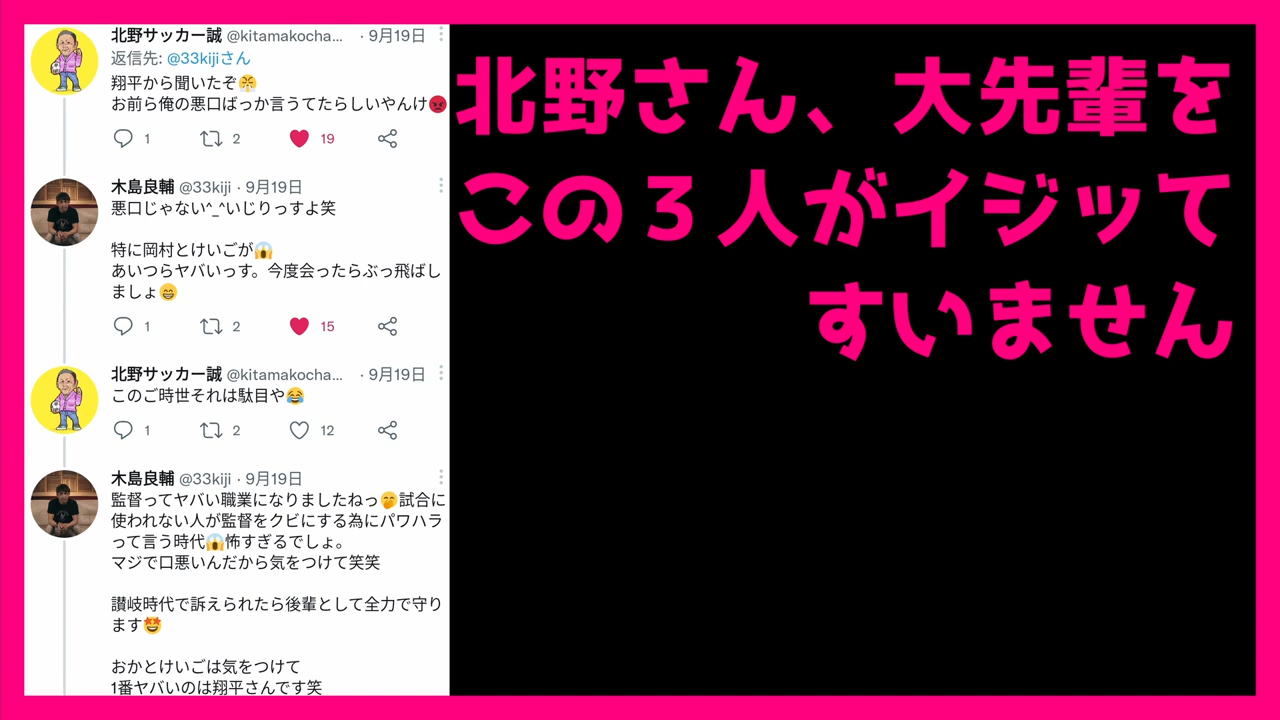 北野サッカー誠 @kitamakocha... · 9月19日
返信先: @33kijiさん
翔平から聞いたぞ😤
お前ら俺の悪口ばっか言うてたらしいやんけ😡
1 2 19
木島良輔 @33kiji · 9月19日
悪口じゃない^_^いじりっすよ笑
特に岡村とけいごが😱
あいつらヤバいっす。今度会ったらぶっ飛ばし
ましょ😁
1 2 15
北野サッカー誠 @kitamakocha... · 9月19日
このご時世それは駄目や😂
1 2 12
木島良輔 @33kiji · 9月19日
監督ってヤバい職業になりましたねっ🤭試合に
使われない人が監督をクビにする為にパワハラ
って言う時代😱怖すぎるでしょ。
マジで口悪いんだから気をつけて笑笑
讃岐時代で訴えられたら後輩として全力で守り
ます🤩
おかとけいごは気をつけて
1番ヤバいのは翔平さんです笑
北野さん、大先輩を
この３人がイジッて
すいません